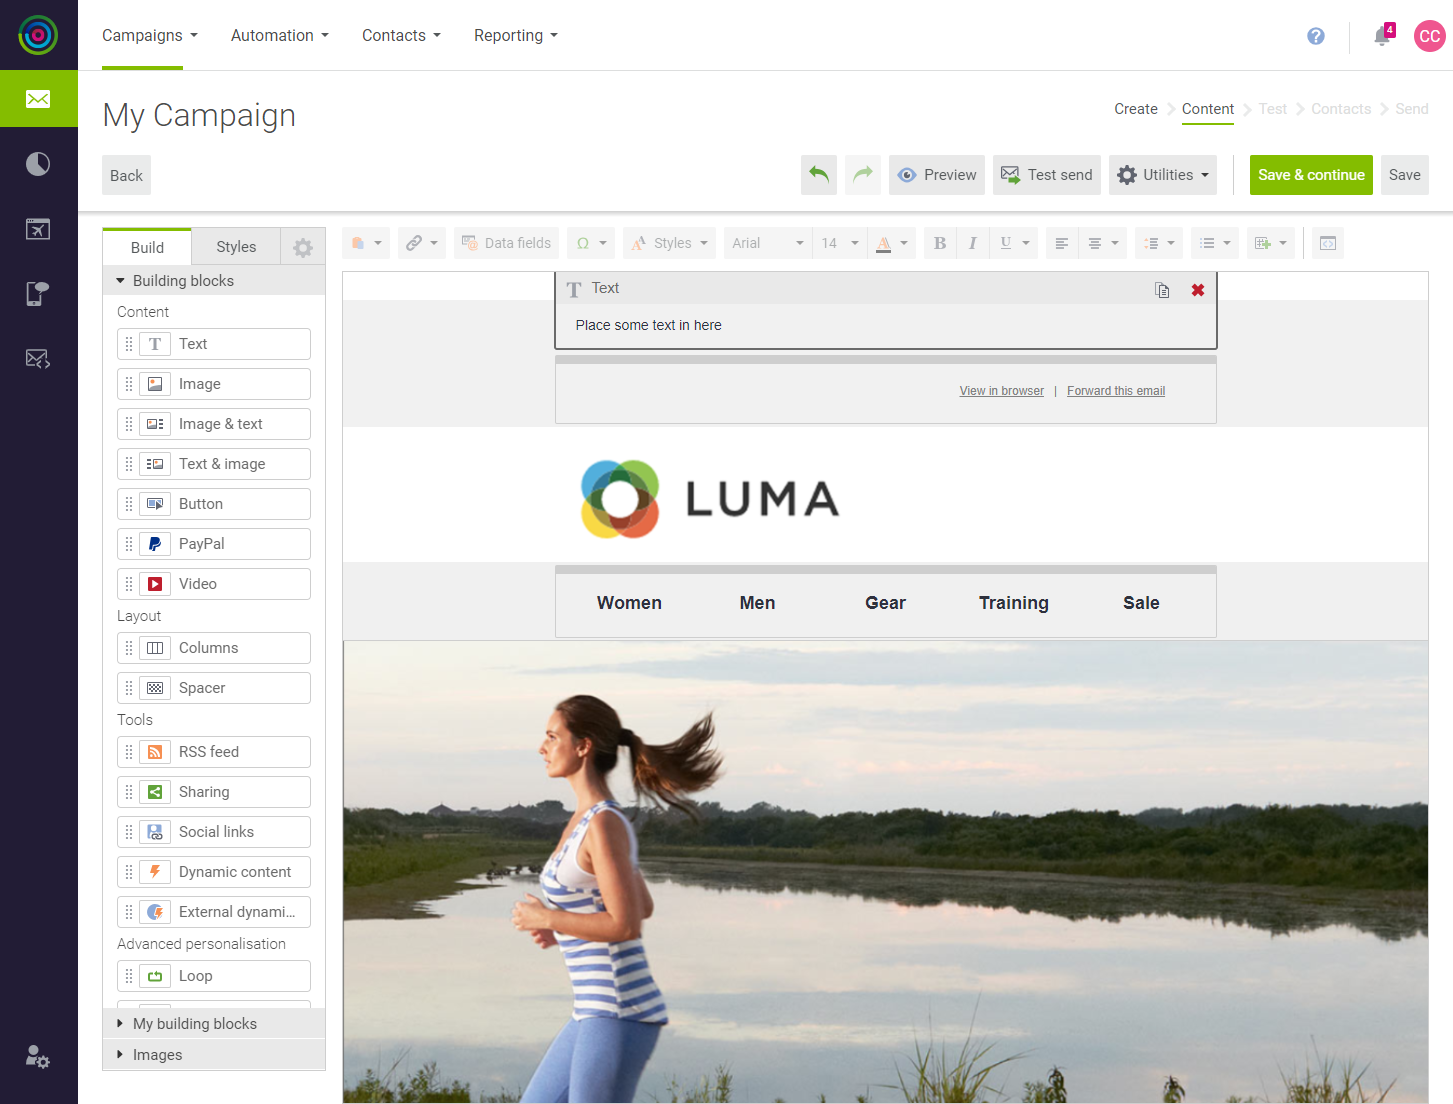 Campaigns Automation Contacts Reporting ? 4 CC
My Campaign
Create Content Test Contacts Send
Back Preview Test send Utilities Save & continue Save
Build Styles
Ω Styles Arial 14 A B I U
Building blocks
Content
T Text
Image
Image & text
Text & image
Button
PayPal
Video
Layout
Columns
Spacer
Tools
RSS feed
Sharing
Social links
Dynamic content
External dynami...
Advanced personalisation
Loop
My building blocks
Images
Data fields
T Text
Place some text in here
View in browser | Forward this email
LUMA
Women Men Gear Training Sale